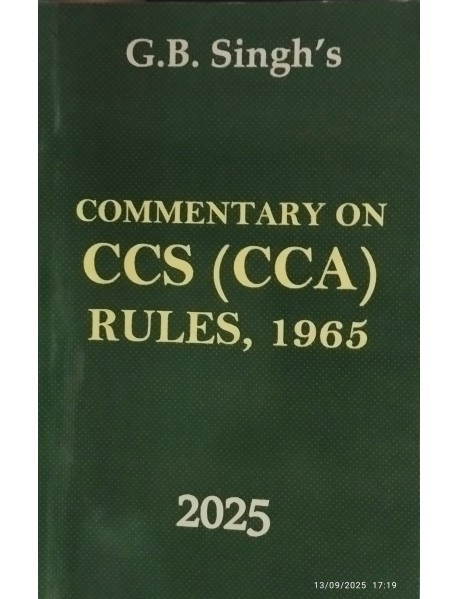 G.B. Singh's
COMMENTARY ON
CCS (CCA)
RULES, 1965
2025
13/09/2025 17:19